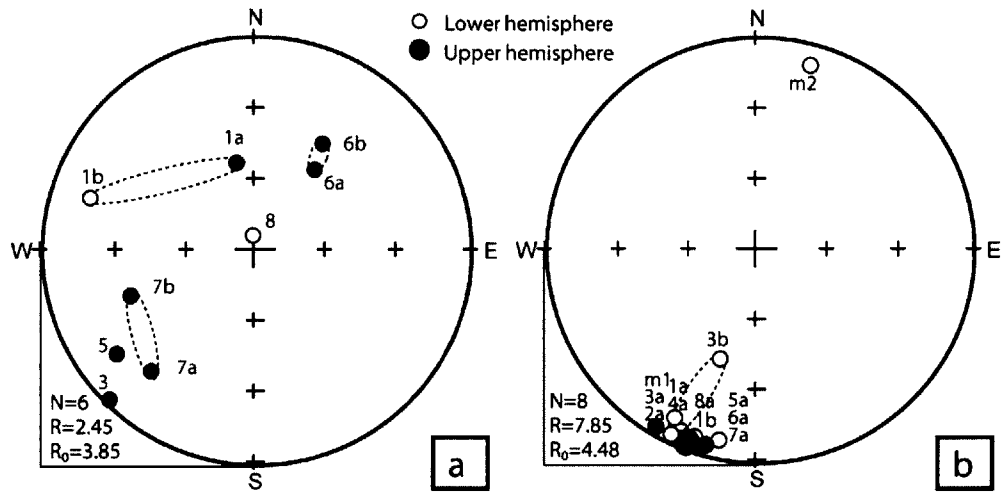 ○ Lower hemisphere
● Upper hemisphere
N
1a
6b
6a
1b
8
W
E
7b
5
7a
3
N=6
R=2.45
R₀=3.85
S
a
N
m2
W
E
3b
m1 1a
3a 4a 8a 5a
2a 1b 6a
7a
N=8
R=7.85
R₀=4.48
S
b